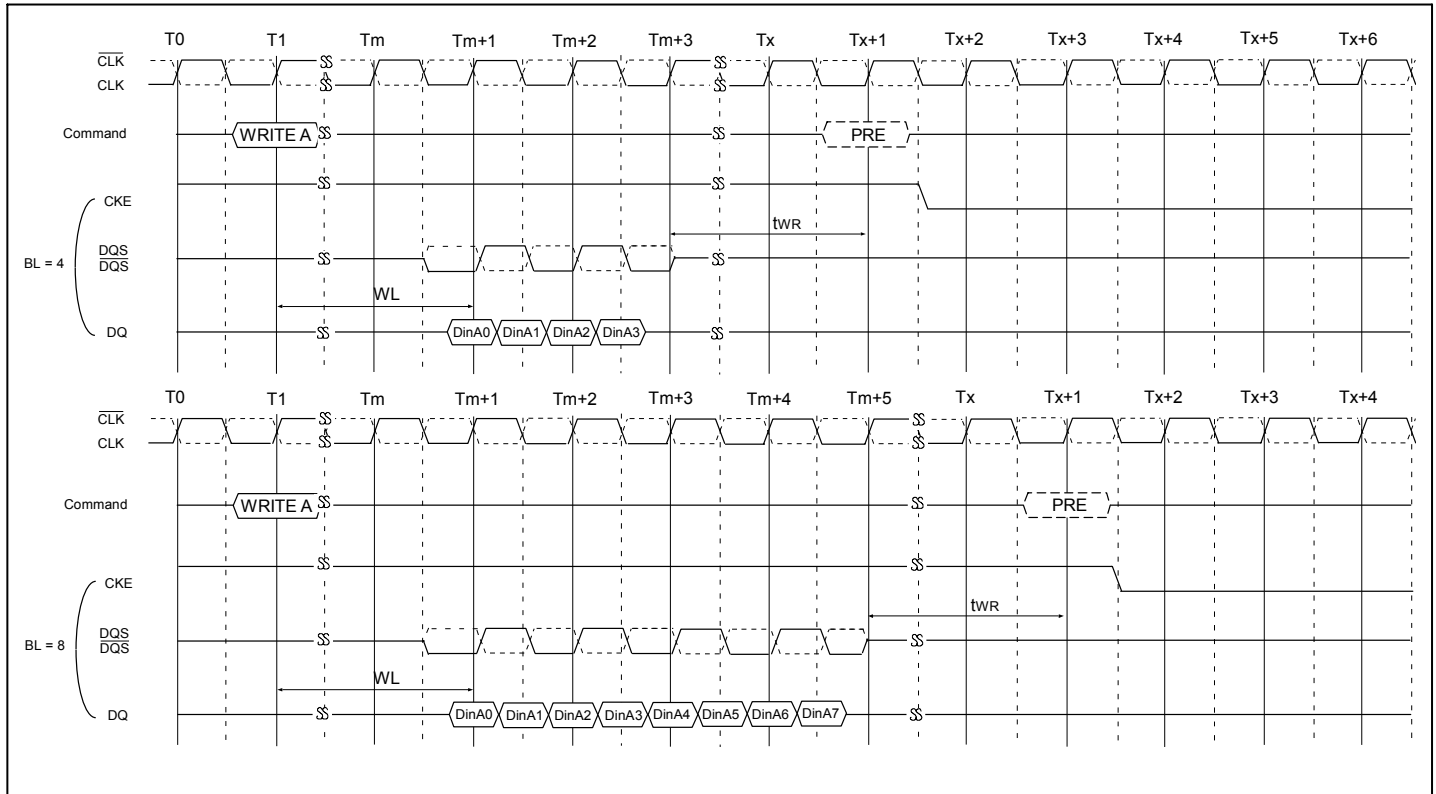 T0 T1 Tm Tm+1 Tm+2 Tm+3 Tx Tx+1 Tx+2 Tx+3 Tx+4 Tx+5 Tx+6
CLK
CLK
Command WRITE A PRE
CKE
tWR
BL = 4
DQS
DQS
WL
DQ DinA0 DinA1 DinA2 DinA3
T0 T1 Tm Tm+1 Tm+2 Tm+3 Tm+4 Tm+5 Tx Tx+1 Tx+2 Tx+3 Tx+4
CLK
CLK
Command WRITE A PRE
CKE
tWR
BL = 8
DQS
DQS
WL
DQ DinA0 DinA1 DinA2 DinA3 DinA4 DinA5 DinA6 DinA7